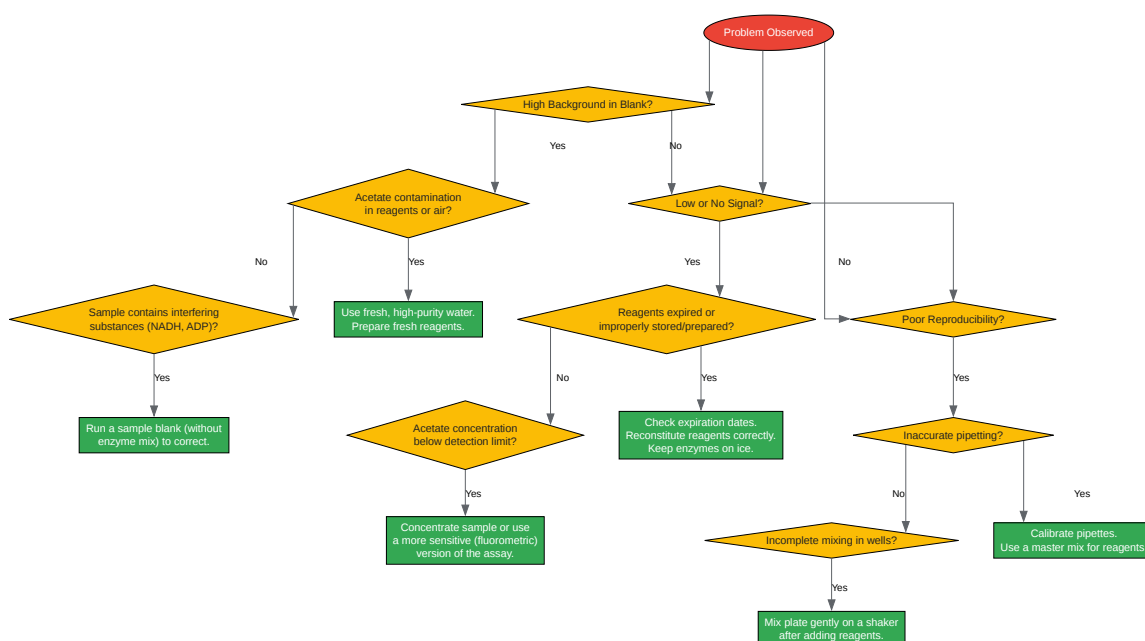 Problem Observed
High Background in Blank?
Yes
No
Acetate contamination
in reagents or air?
Low or No Signal?
No
Yes
Yes
No
Sample contains interfering
substances (NADH, ADP)?
Use fresh, high-purity water.
Prepare fresh reagents.
Reagents expired or
improperly stored/prepared?
Poor Reproducibility?
Yes
No
Yes
Yes
Run a sample blank (without
enzyme mix) to correct.
Acetate concentration
below detection limit?
Check expiration dates.
Reconstitute reagents correctly.
Keep enzymes on ice.
Inaccurate pipetting?
Yes
No
Yes
Concentrate sample or use
a more sensitive (fluorometric)
version of the assay.
Incomplete mixing in wells?
Calibrate pipettes.
Use a master mix for reagents
Yes
Mix plate gently on a shaker
after adding reagents.